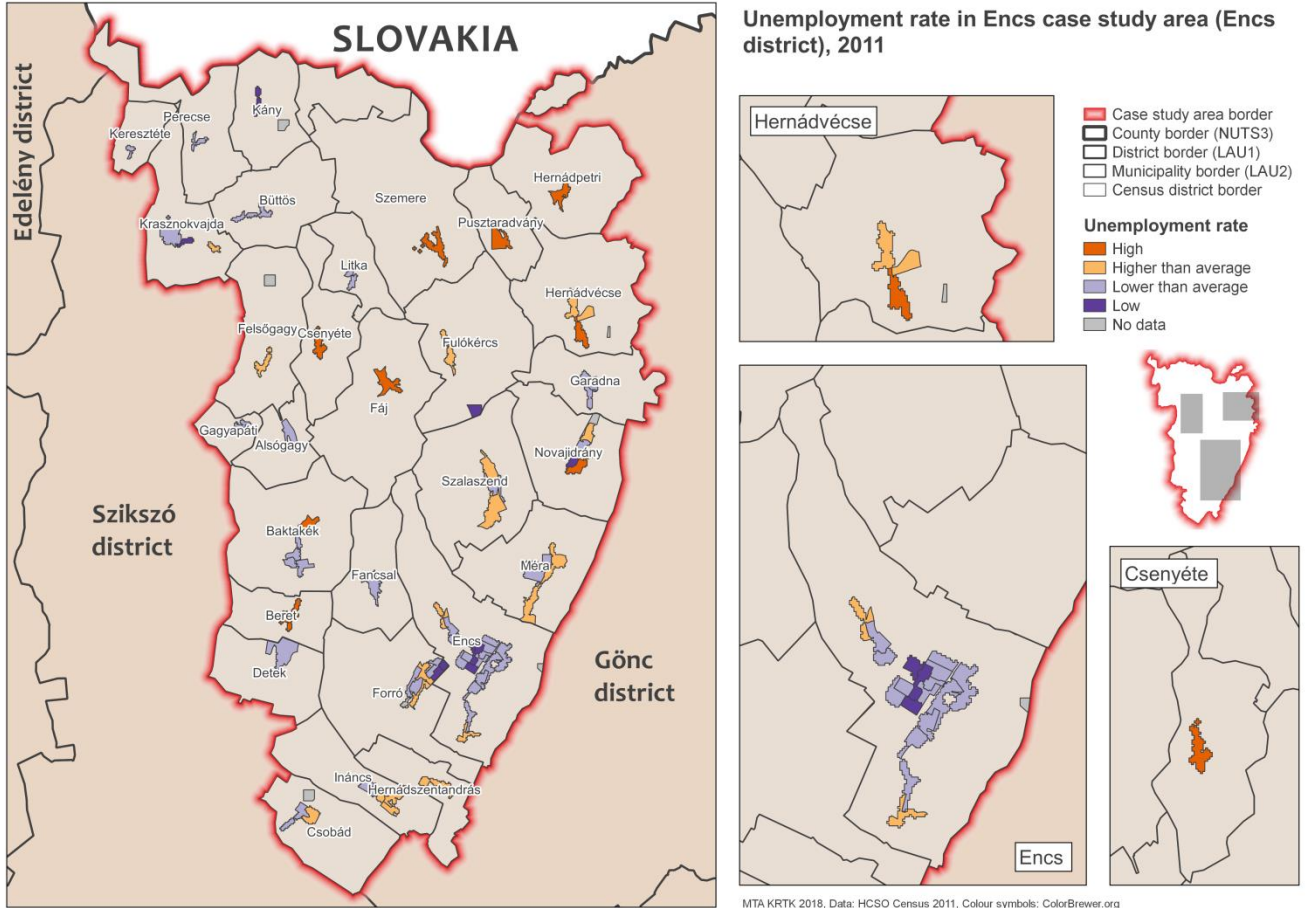 SLOVAKIA
Edelény district
Kány
Perecse
Keresztéte
Hernádpetri
Büttös
Szemere
Pusztaradvány
Krasznokvajda
Litka
Hernádvécse
Felsőgagy
Csenyéte
Fulókércs
Garadna
Fáj
Gagyapáti
Alsógagy
Novajidrány
Szalaszend
Szikszó
district
Baktakék
Méra
Fancsal
Beret
Encs
Detek
Gönc
district
Forró
Ináncs
Hernádszentandrás
Csobád
Unemployment rate in Encs case study area (Encs
district), 2011
Hernádvécse
Case study area border
County border (NUTS3)
District border (LAU1)
Municipality border (LAU2)
Census district border
Unemployment rate
High
Higher than average
Lower than average
Low
No data
Encs
Csenyéte
MTA KRTK 2018. Data: HCSO Census 2011. Colour symbols: ColorBrewer.org